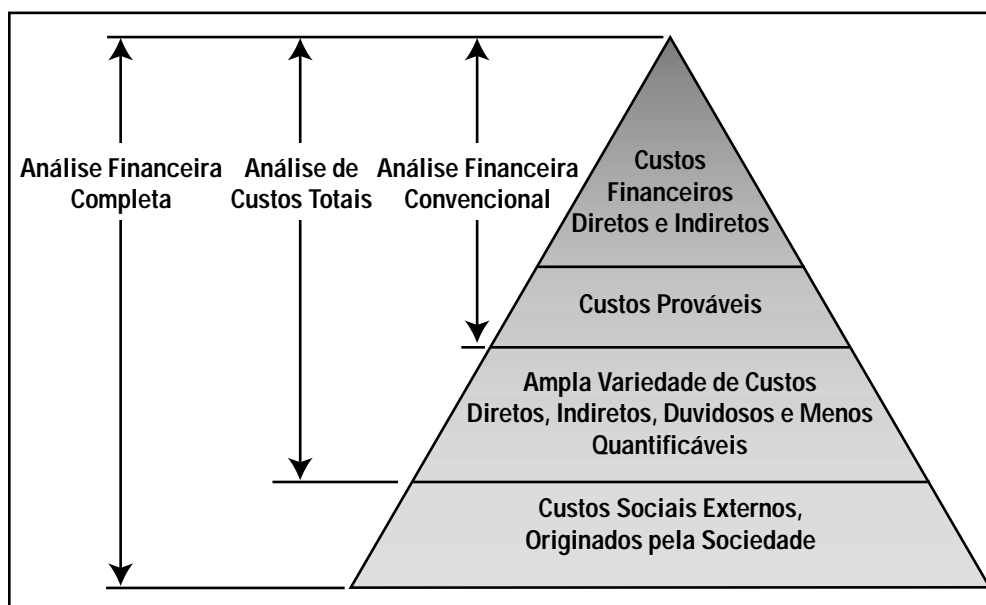 Análise Financeira
Completa
Análise de
Custos Totais
Análise Financeira
Convencional
Custos
Financeiros
Diretos e Indiretos
Custos Prováveis
Ampla Variedade de Custos
Diretos, Indiretos, Duvidosos e Menos
Quantificáveis
Custos Sociais Externos,
Originados pela Sociedade